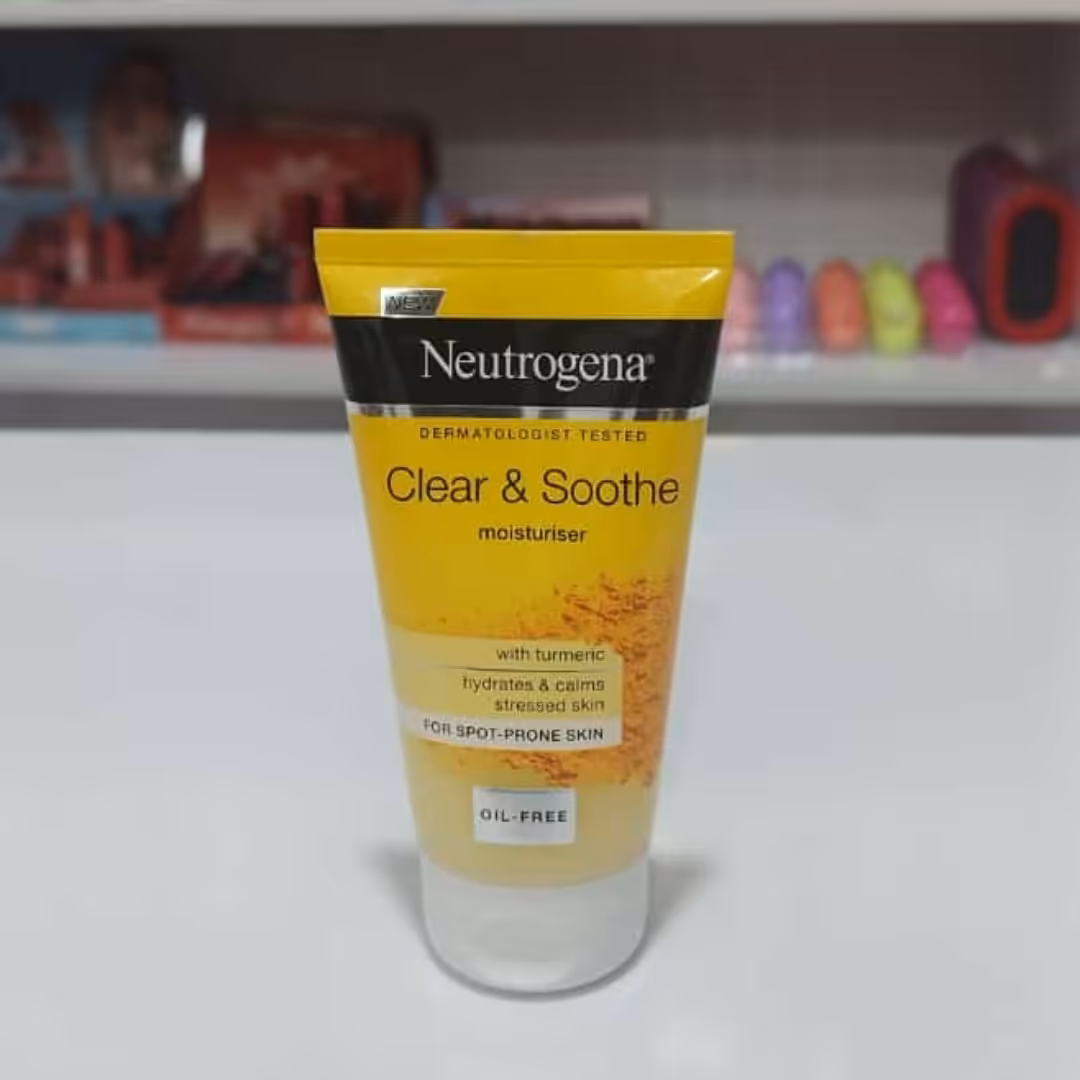 NEW
Neutrogena®
DERMATOLOGIST TESTED
Clear & Soothe
moisturiser
with turmeric
hydrates & calms
stressed skin
FOR SPOT-PRONE SKIN
OIL-FREE